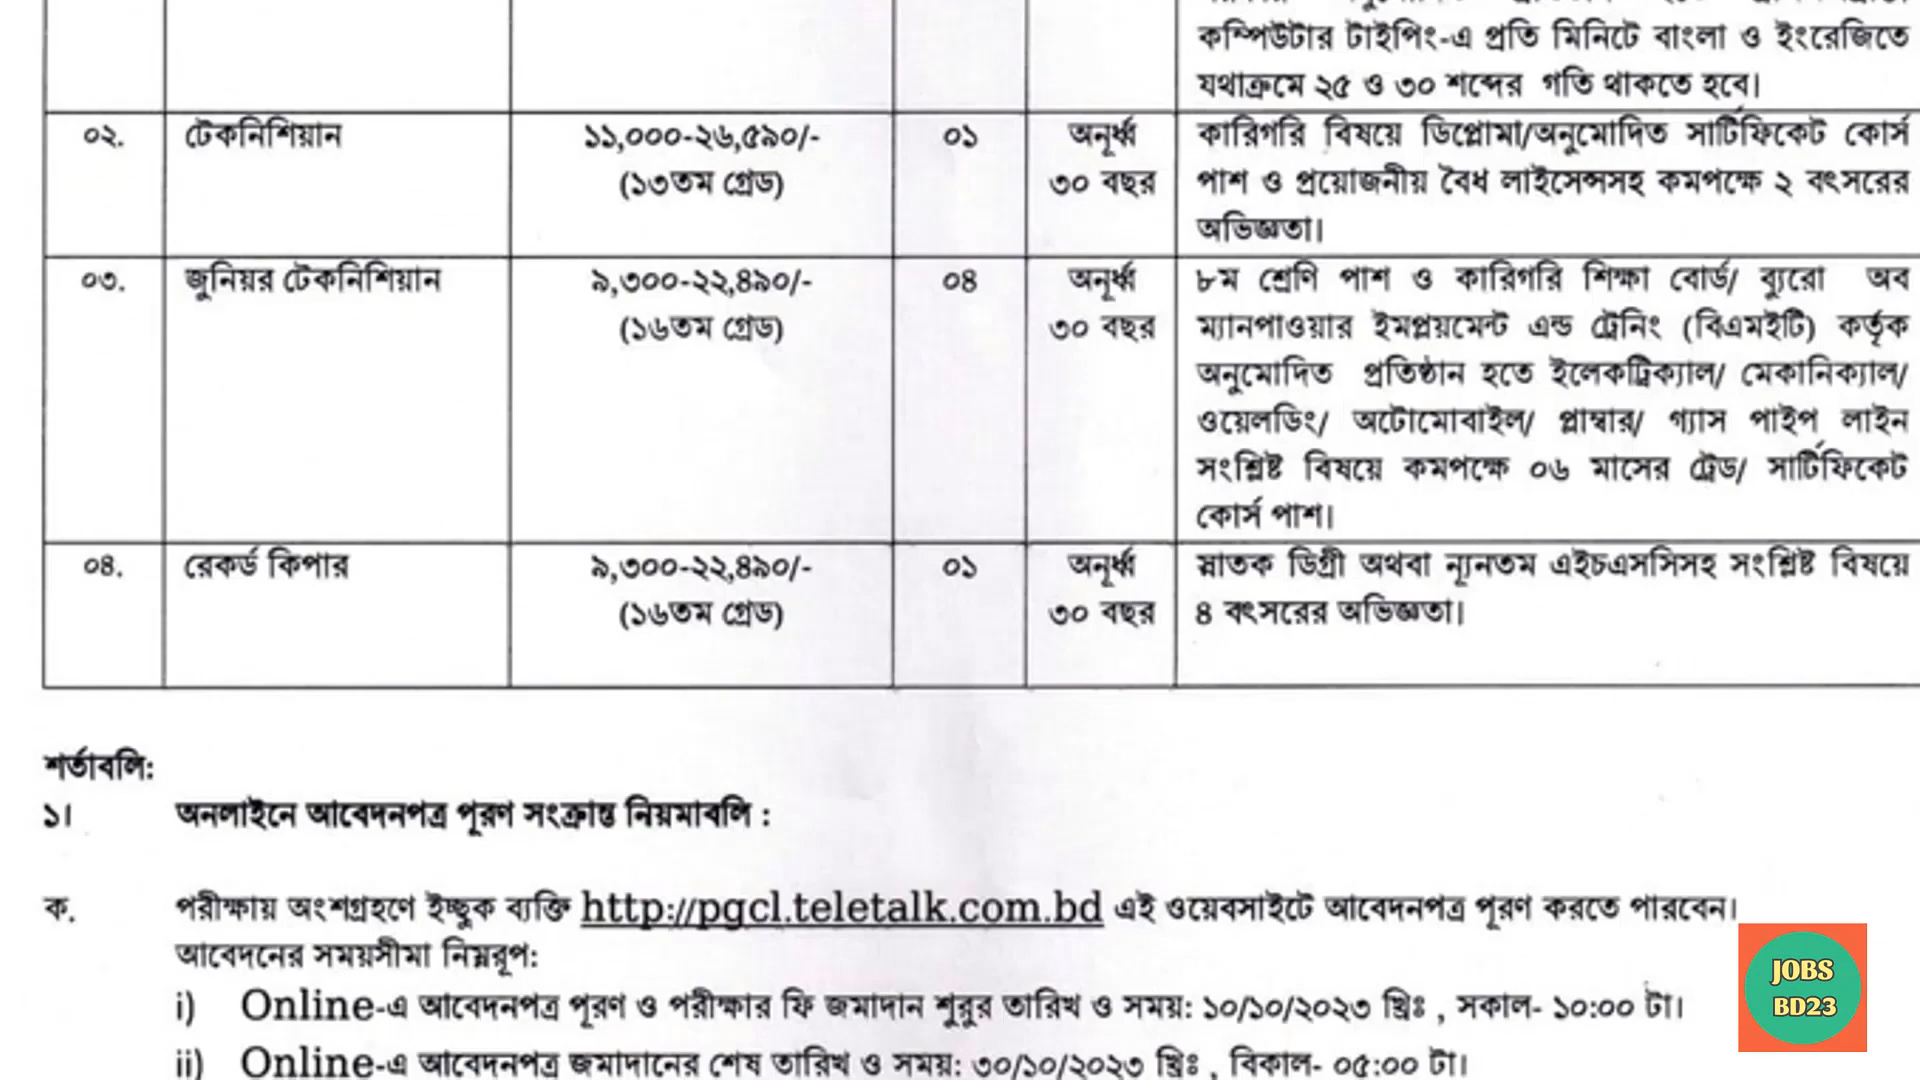 কম্পিউটার টাইপিং-এ প্রতি মিনিটে বাংলা ও ইংরেজিতে
যথাক্রমে ২৫ ও ৩০ শব্দের গতি থাকতে হবে।
০২. টেকনিশিয়ান ১১,০০০-২৬,৫৯০/- ০১ অনূর্ধ্ব কারিগরি বিষয়ে ডিপ্লোমা/অনুমোদিত সার্টিফিকেট কোর্স
(১৩তম গ্রেড) ৩০ বছর পাশ ও প্রয়োজনীয় বৈধ লাইসেন্সসহ কমপক্ষে ২ বৎসরের
অভিজ্ঞতা।
০৩. জুনিয়র টেকনিশিয়ান ৯,৩০০-২২,৪৯০/- ০৪ অনূর্ধ্ব ৮ম শ্রেণি পাশ ও কারিগরি শিক্ষা বোর্ড/ ব্যুরো অব
(১৬তম গ্রেড) ৩০ বছর ম্যানপাওয়ার ইমপ্লয়মেন্ট এন্ড ট্রেনিং (বিএমইটি) কর্তৃক
অনুমোদিত প্রতিষ্ঠান হতে ইলেকট্রিক্যাল/ মেকানিক্যাল/
ওয়েলডিং/ অটোমোবাইল/ প্লাম্বার/ গ্যাস পাইপ লাইন
সংশ্লিষ্ট বিষয়ে কমপক্ষে ০৬ মাসের ট্রেড/ সার্টিফিকেট
কোর্স পাশ।
০৪. রেকর্ড কিপার ৯,৩০০-২২,৪৯০/- ০১ অনূর্ধ্ব স্নাতক ডিগ্রী অথবা ন্যূনতম এইচএসসিসহ সংশ্লিষ্ট বিষয়ে
(১৬তম গ্রেড) ৩০ বছর ৪ বৎসরের অভিজ্ঞতা।
শর্তাবলি:
১। অনলাইনে আবেদনপত্র পূরণ সংক্রান্ত নিয়মাবলি :
ক. পরীক্ষায় অংশগ্রহণে ইচ্ছুক ব্যক্তি http://pgcl.teletalk.com.bd এই ওয়েবসাইটে আবেদনপত্র পূরণ করতে পারবেন।
আবেদনের সময়সীমা নিম্নরূপ:
i) Online-এ আবেদনপত্র পূরণ ও পরীক্ষার ফি জমাদান শুরুর তারিখ ও সময়: ১০/১০/২০২৩ খ্রিঃ , সকাল- ১০:০০ টা।
ii) Online-এ আবেদনপত্র জমাদানের শেষ তারিখ ও সময়: ৩০/১০/২০২৩ খ্রিঃ , বিকাল- ০৫:০০ টা।
JOBS
BD23